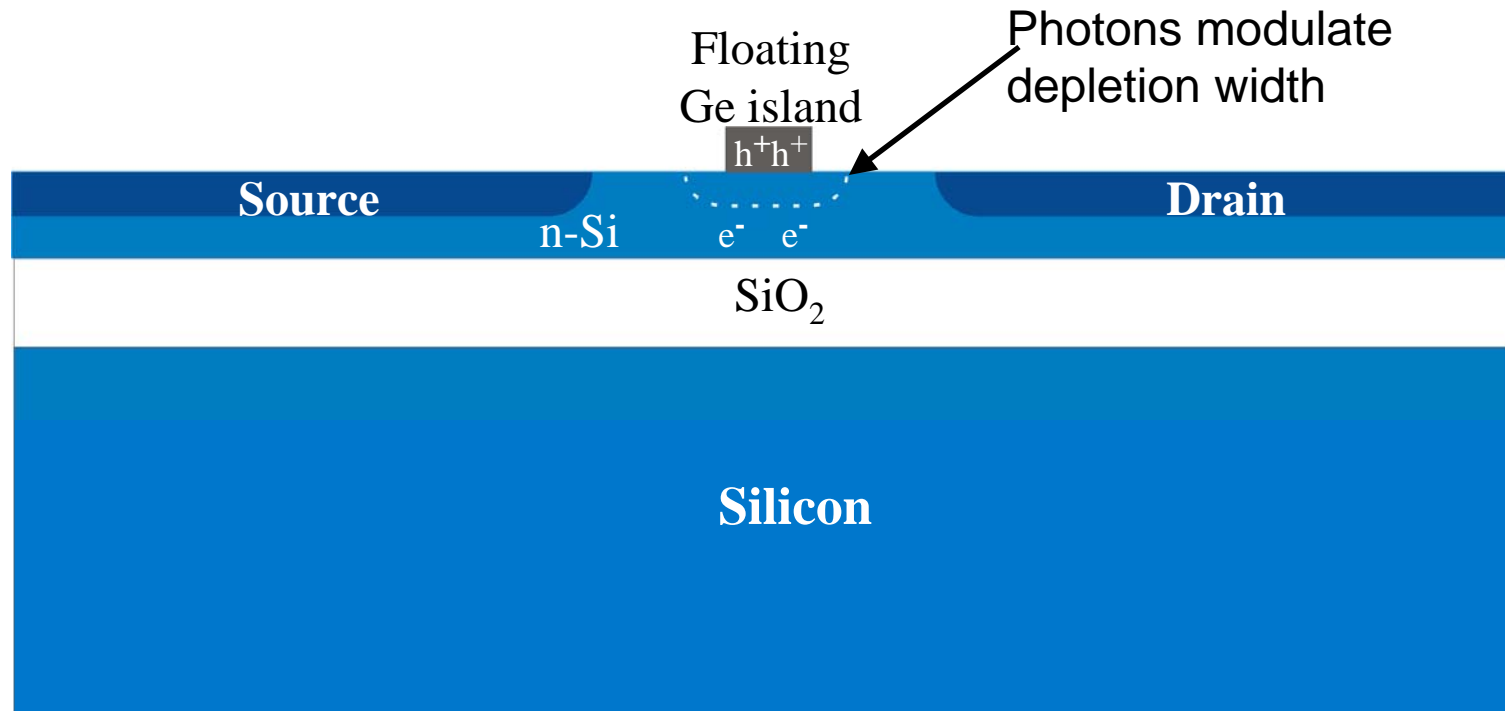 Photons modulate
depletion width
Floating
Ge island
h⁺h⁺
Source
Drain
n-Si
e⁻ e⁻
SiO₂
Silicon